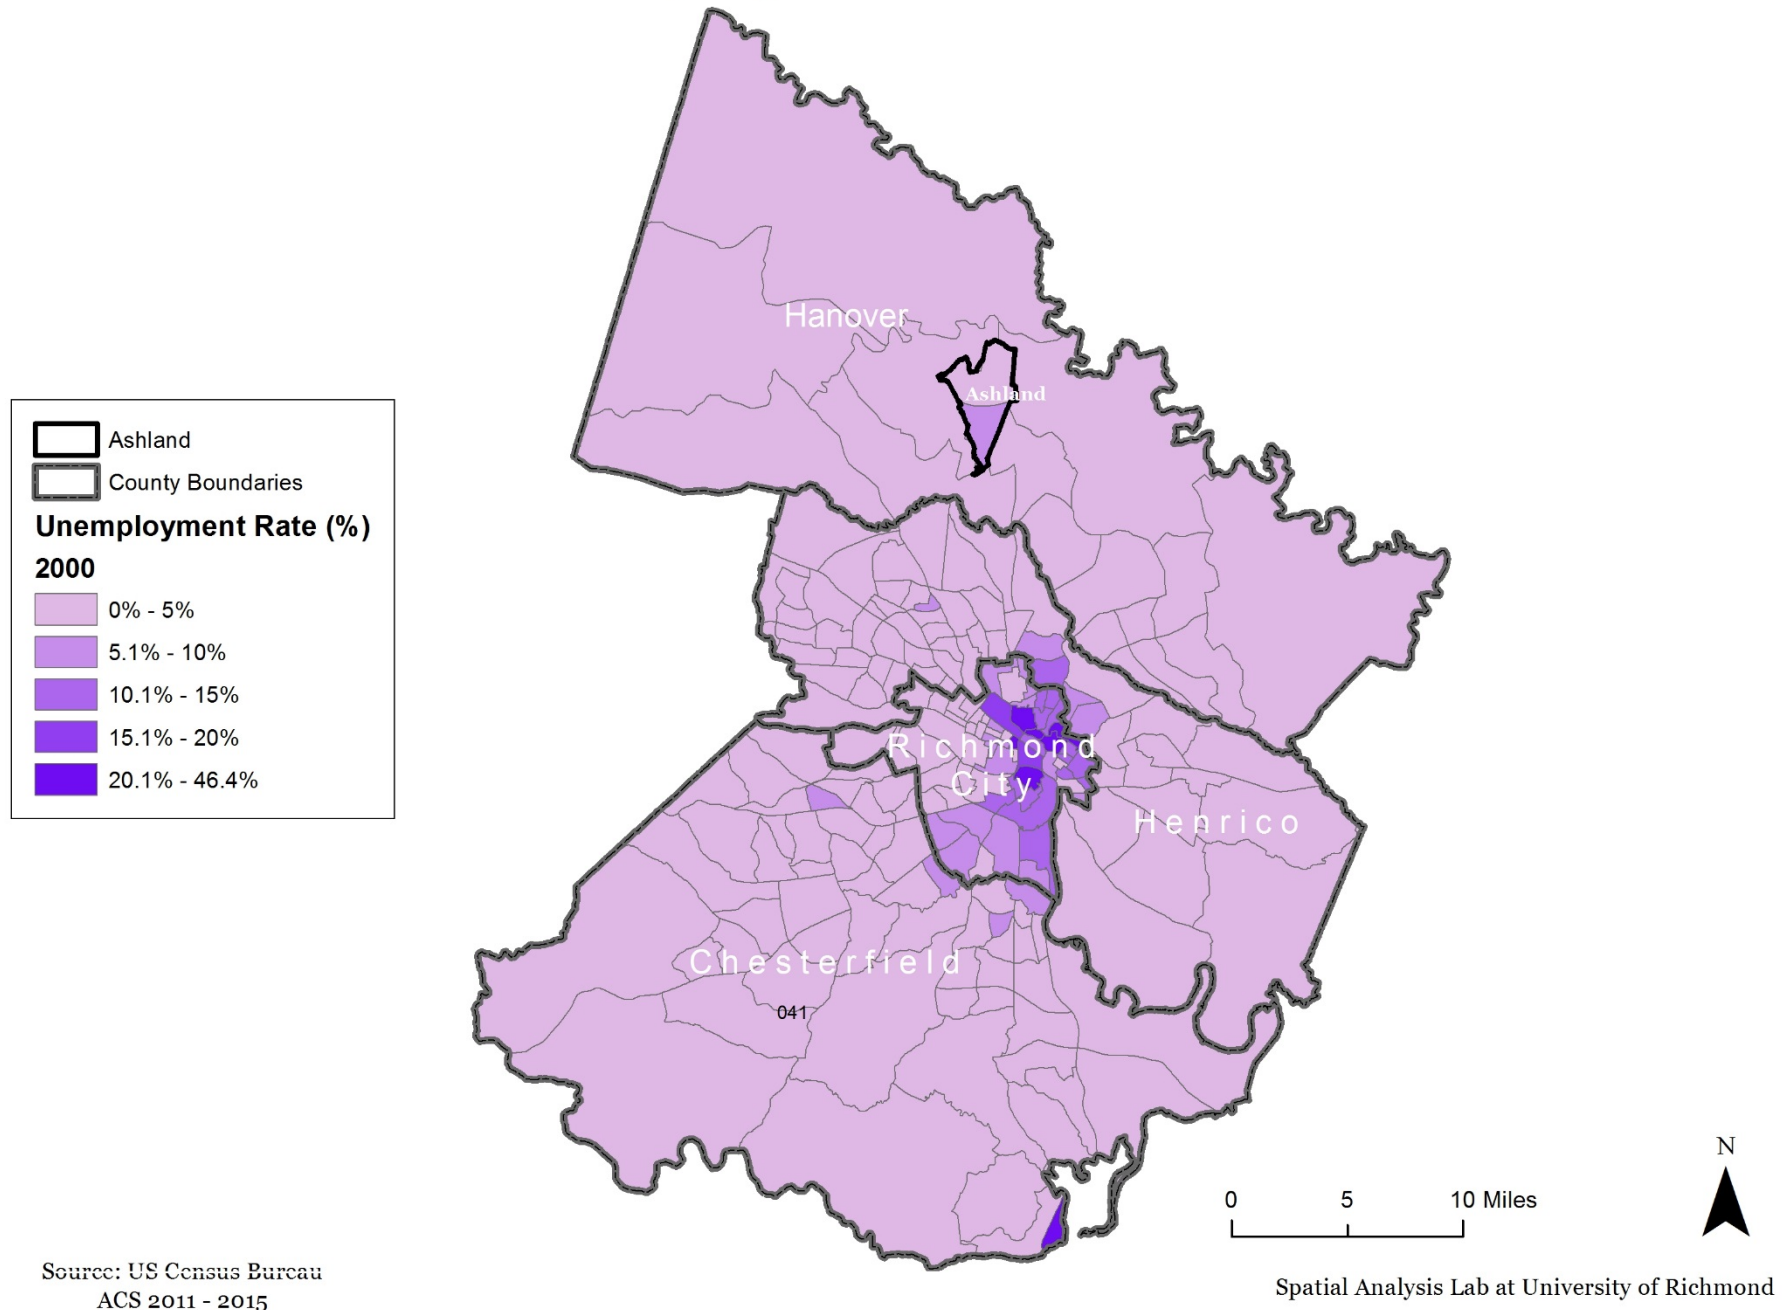 Hanover
Ashland
Ashland
County Boundaries
Unemployment Rate (%)
2000
0% - 5%
5.1% - 10%
10.1% - 15%
15.1% - 20%
20.1% - 46.4%
Richmond
City
Henrico
Chesterfield
041
N
0 5 10 Miles
Source: US Census Bureau
ACS 2011 - 2015
Spatial Analysis Lab at University of Richmond